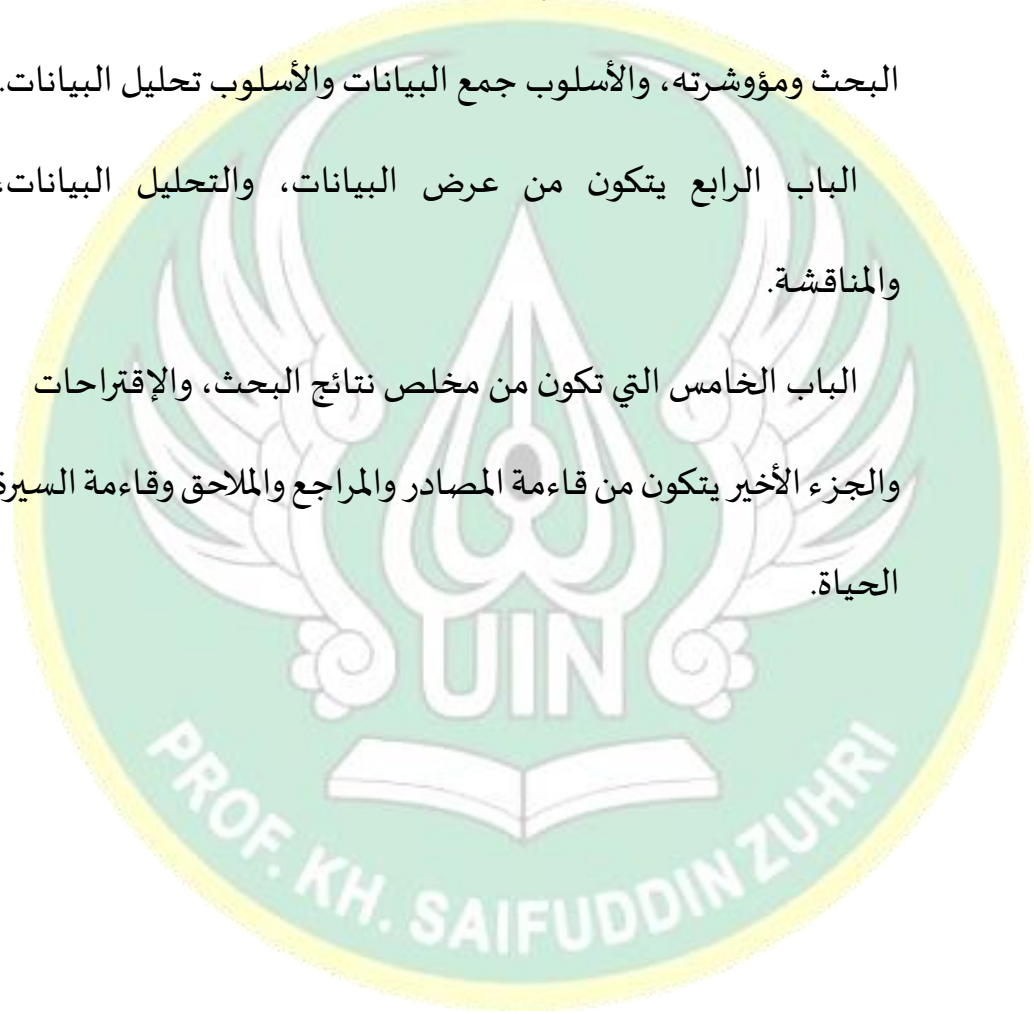 البحث ومؤوشرته، والأسلوب جمع البيانات والأسلوب تحليل البيانات.
الباب الرابع يتكون من عرض البيانات، والتحليل البيانات،
والمناقشة.
الباب الخامس التي تكون من مخلص نتائج البحث، والإقتراحات
والجزء الأخير يتكون من قاءمة المصادر والمراجع والملاحق وقاءمة السيرة
الحياة.
UIN
PROF. KH. SAIFUDDIN ZUHRI